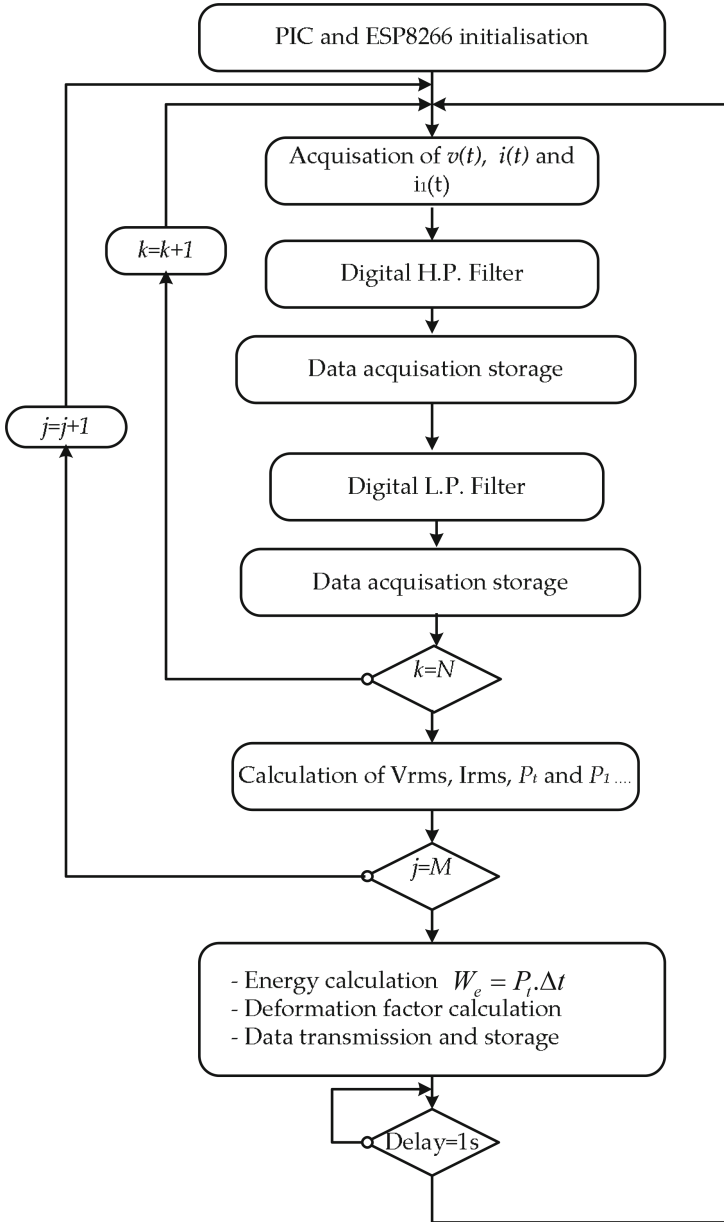 PIC and ESP8266 initialisation
Acquisation of v(t), i(t) and
i₁(t)
k=k+1
Digital H.P. Filter
Data acquisation storage
j=j+1
Digital L.P. Filter
Data acquisation storage
k=N
Calculation of Vrms, Irms, Pₜ and P₁ ....
j=M
- Energy calculation Wₑ = Pₜ.Δt
- Deformation factor calculation
- Data transmission and storage
Delay=1s